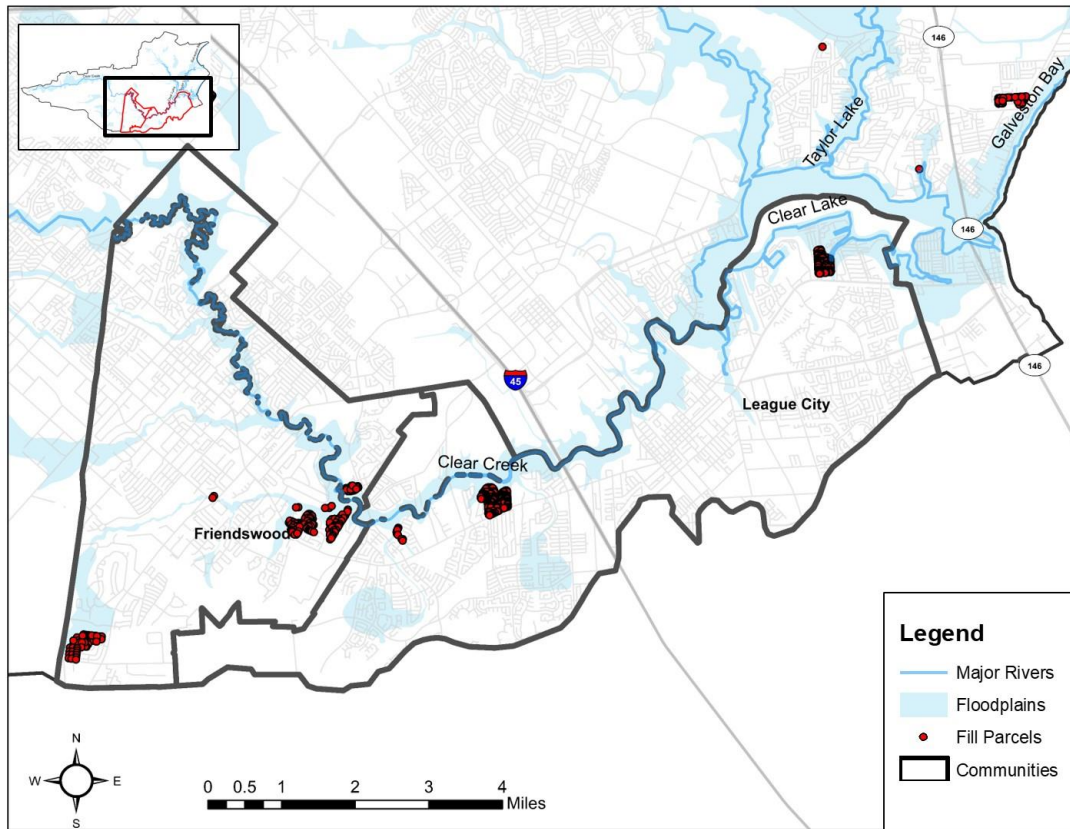 146
Galveston Bay
Taylor Lake
Clear Lake
146
45
146
League City
Clear Creek
Friendswood
Legend
Major Rivers
Floodplains
Fill Parcels
Communities
N
W
E
S
0 0.5 1 2 3 4
Miles